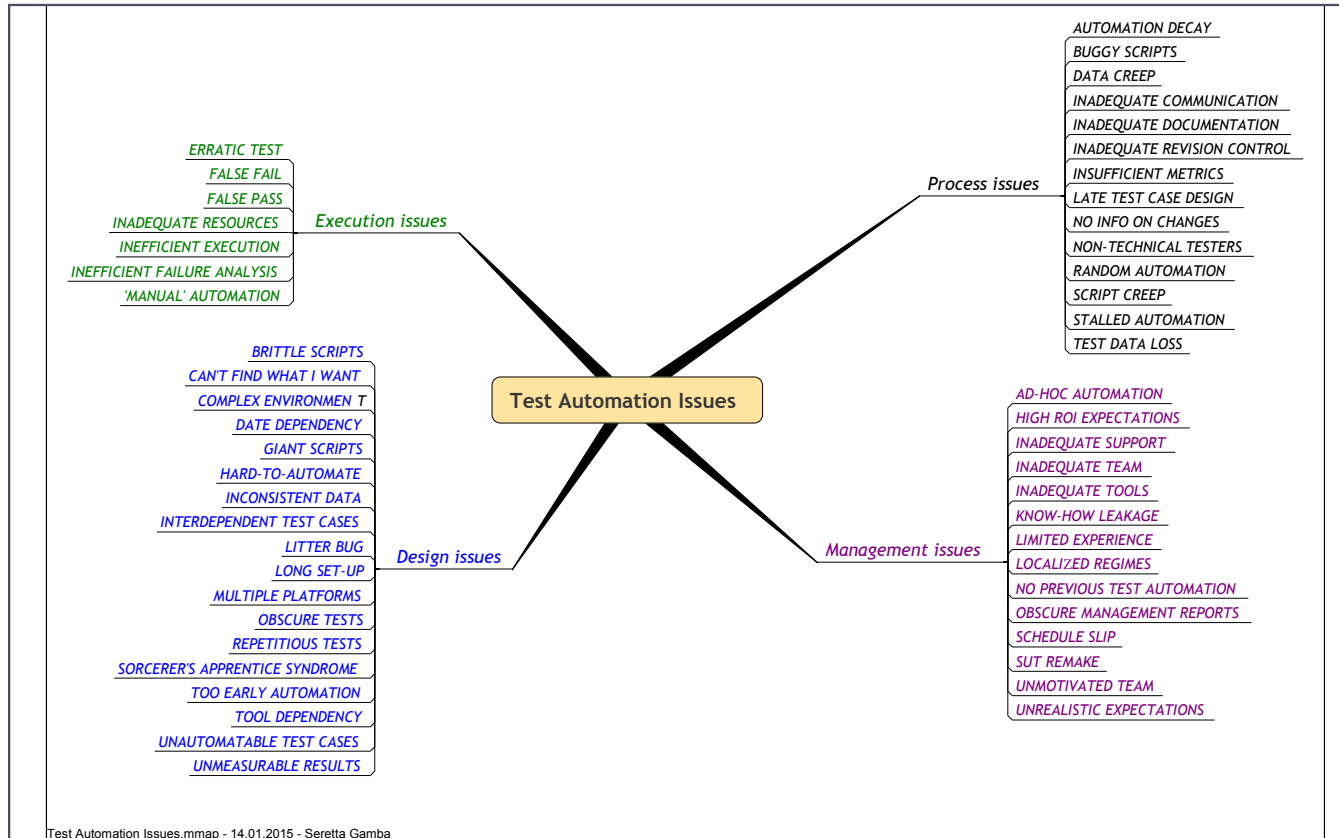 Test Automation Issues
Process issues
AUTOMATION DECAY
BUGGY SCRIPTS
DATA CREEP
INADEQUATE COMMUNICATION
INADEQUATE DOCUMENTATION
INADEQUATE REVISION CONTROL
INSUFFICIENT METRICS
LATE TEST CASE DESIGN
NO INFO ON CHANGES
NON-TECHNICAL TESTERS
RANDOM AUTOMATION
SCRIPT CREEP
STALLED AUTOMATION
TEST DATA LOSS
Management issues
AD-HOC AUTOMATION
HIGH ROI EXPECTATIONS
INADEQUATE SUPPORT
INADEQUATE TEAM
INADEQUATE TOOLS
KNOW-HOW LEAKAGE
LIMITED EXPERIENCE
LOCALIZED REGIMES
NO PREVIOUS TEST AUTOMATION
OBSCURE MANAGEMENT REPORTS
SCHEDULE SLIP
SUT REMAKE
UNMOTIVATED TEAM
UNREALISTIC EXPECTATIONS
Execution issues
ERRATIC TEST
FALSE FAIL
FALSE PASS
INADEQUATE RESOURCES
INEFFICIENT EXECUTION
INEFFICIENT FAILURE ANALYSIS
'MANUAL' AUTOMATION
Design issues
BRITTLE SCRIPTS
CAN'T FIND WHAT I WANT
COMPLEX ENVIRONMEN T
DATE DEPENDENCY
GIANT SCRIPTS
HARD-TO-AUTOMATE
INCONSISTENT DATA
INTERDEPENDENT TEST CASES
LITTER BUG
LONG SET-UP
MULTIPLE PLATFORMS
OBSCURE TESTS
REPETITIOUS TESTS
SORCERER'S APPRENTICE SYNDROME
TOO EARLY AUTOMATION
TOOL DEPENDENCY
UNAUTOMATABLE TEST CASES
UNMEASURABLE RESULTS
Test Automation Issues.mmap - 14.01.2015 - Seretta Gamba